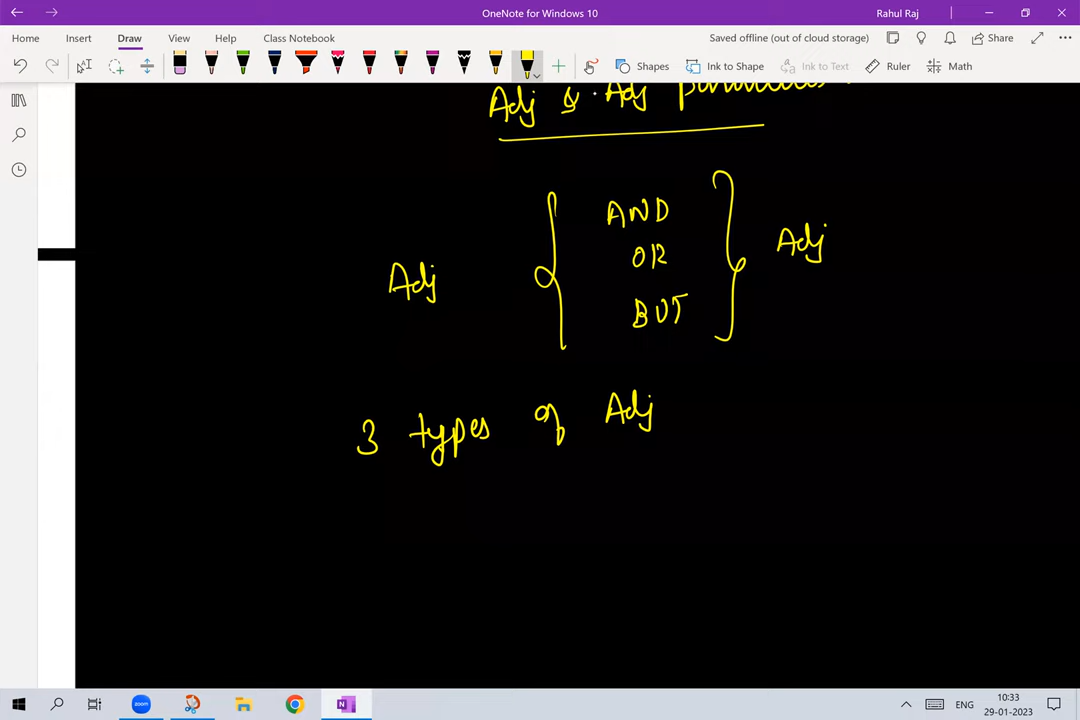 OneNote for Windows 10
Rahul Raj
Home Insert Draw View Help Class Notebook
Saved offline (out of cloud storage)
Share
Shapes Ink to Shape Ink to Text Ruler Math
Adj & Adj
AND
OR
BUT
Adj
Adj
3 types of Adj
zoom
ENG
10:33
29-01-2023